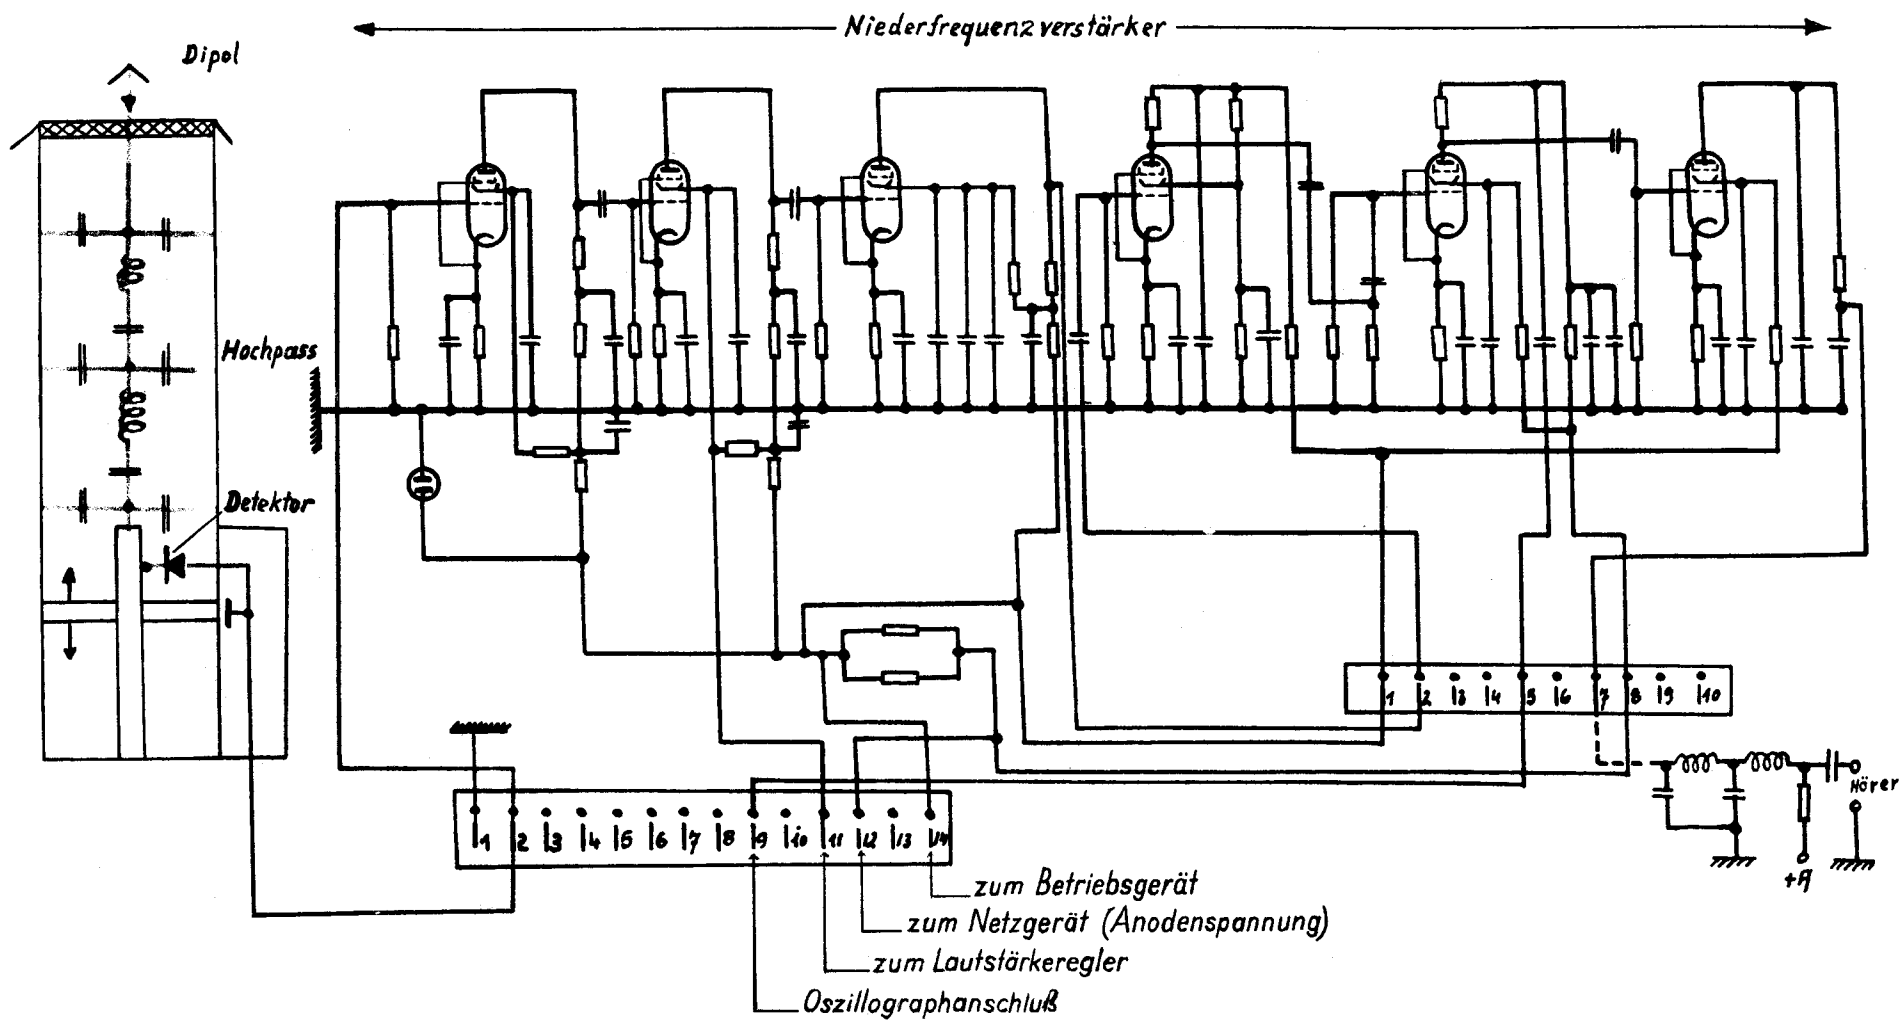 Niederfrequenzverstärker
Dipol
Hochpass
Detektor
1 2 3 4 5 6 7 8 9 10
Hörer
+A
1 2 3 4 5 6 7 8 9 10 11 12 13 14
zum Betriebsgerät
zum Netzgerät (Anodenspannung)
zum Lautstärkeregler
Oszillographanschluß